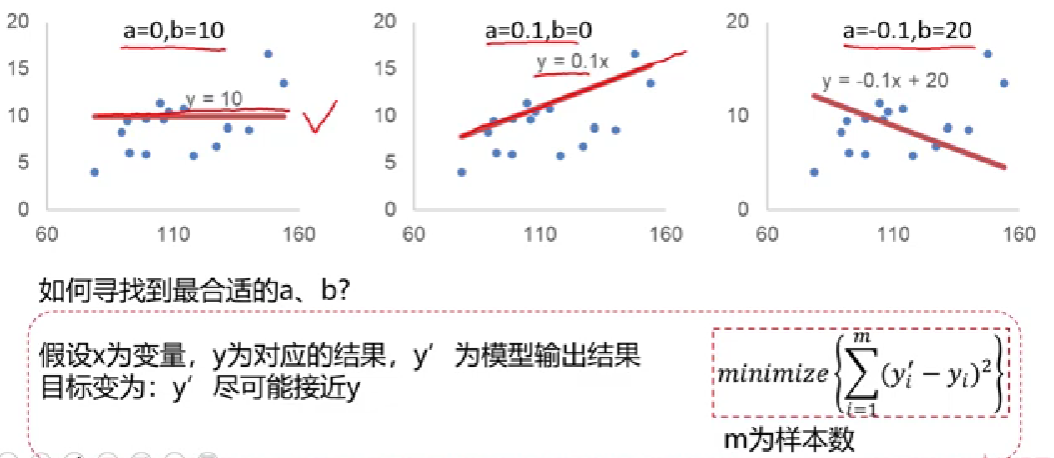 a=0,b=10
a=0.1,b=0
a=-0.1,b=20
20
15
10
5
0
60 110 160
y = 10
20
15
10
5
0
60 110 160
y = 0.1x
20
15
10
5
0
60 110 160
y = -0.1x + 20
如何寻找到最合适的a、b?
假设x为变量，y为对应的结果，y' 为模型输出结果
目标变为：y' 尽可能接近y
minimize{∑_{i=1}^{m}(y'_i − y_i)²}
m为样本数